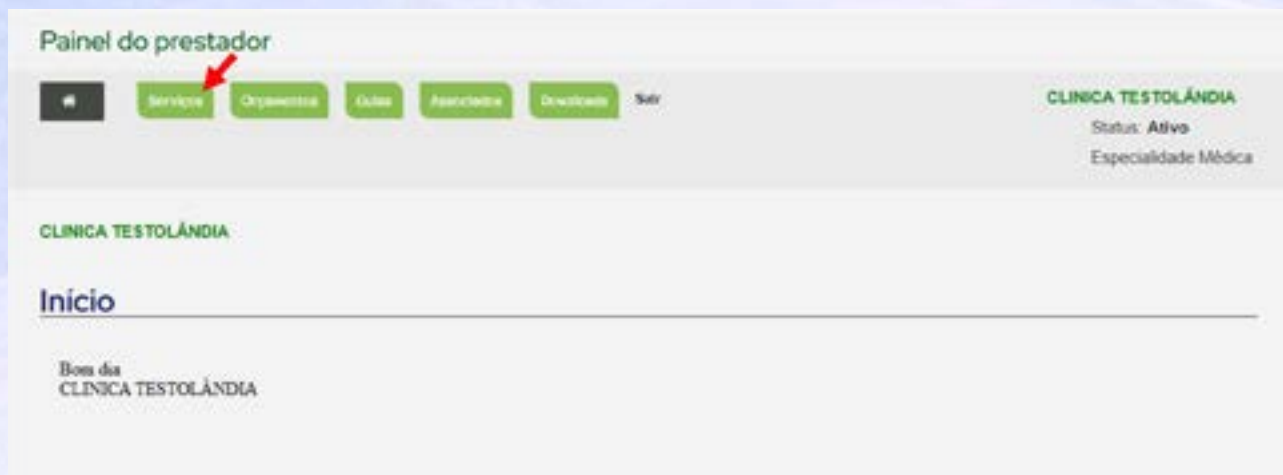 Painel do prestador
Serviços Orçamentos Guias Associados Downloads Sair
CLINICA TESTOLÂNDIA
Status: Ativo
Especialidade Médica
CLINICA TESTOLÂNDIA
Início
Bom dia
CLINICA TESTOLÂNDIA